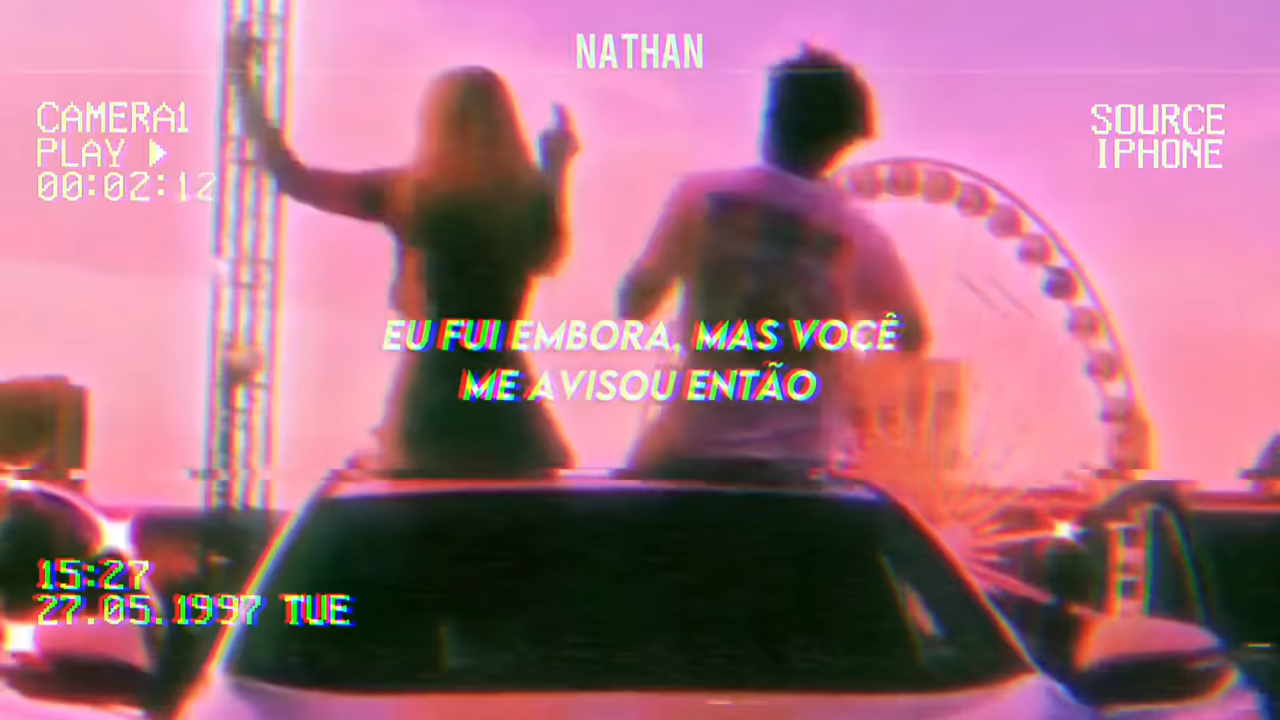 NATHAN
CAMERA1
PLAY ▶
00:02:12
SOURCE
IPHONE
EU FUI EMBORA, MAS VOCÊ
ME AVISOU ENTÃO
15:27
27.05.1997 TUE